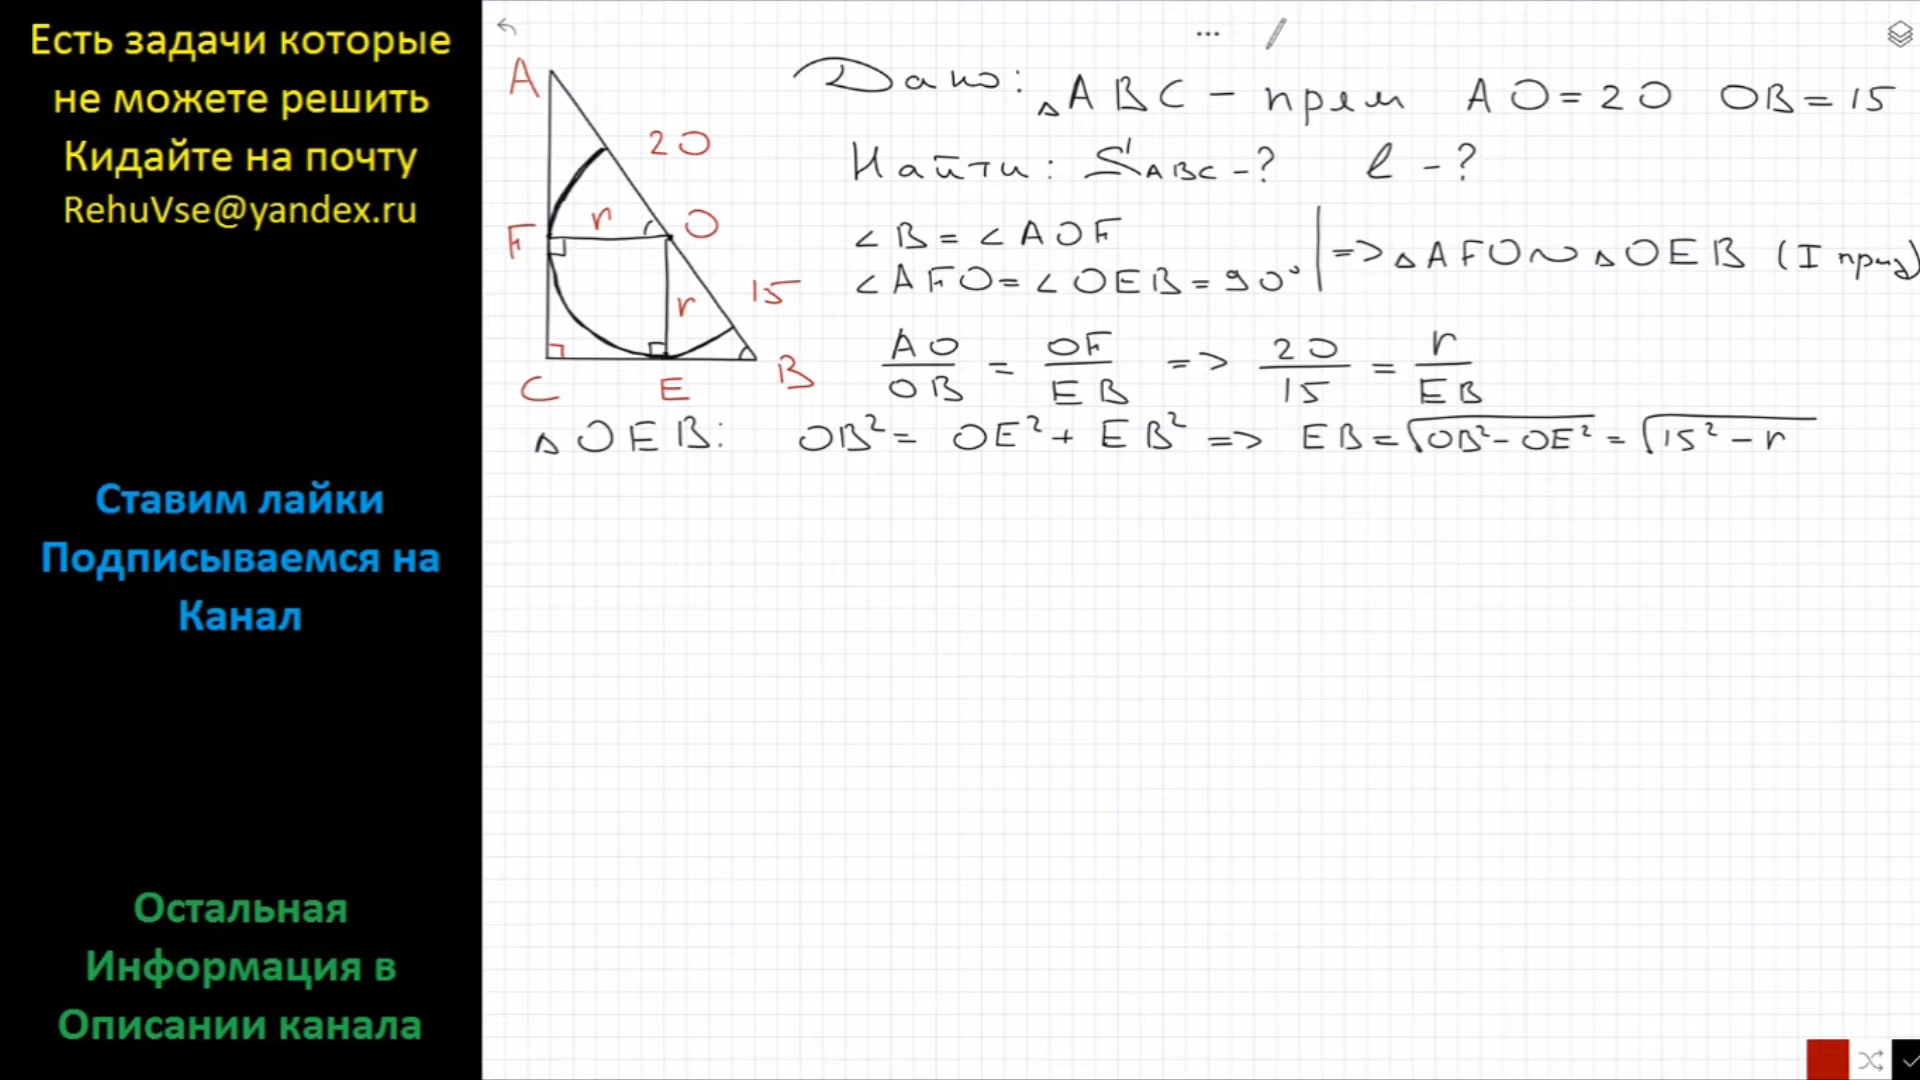 Есть задачи которые
не можете решить
Кидайте на почту
RehuVse@yandex.ru
Ставим лайки
Подписываемся на
Канал
Остальная
Информация в
Описании канала
A
20
F
r
O
r
15
C
E
B
Дано: △ABC - прям AO=20 OB=15
Найти: S ABC -? l -?
∠B = ∠AOF
∠AFO = ∠OEB = 90° | => △AFO ~ △OEB (I приз)
AO/OB = OF/EB => 20/15 = r/EB
△OEB: OB² = OE² + EB² => EB = √(OB² - OE²) = √(15² - r